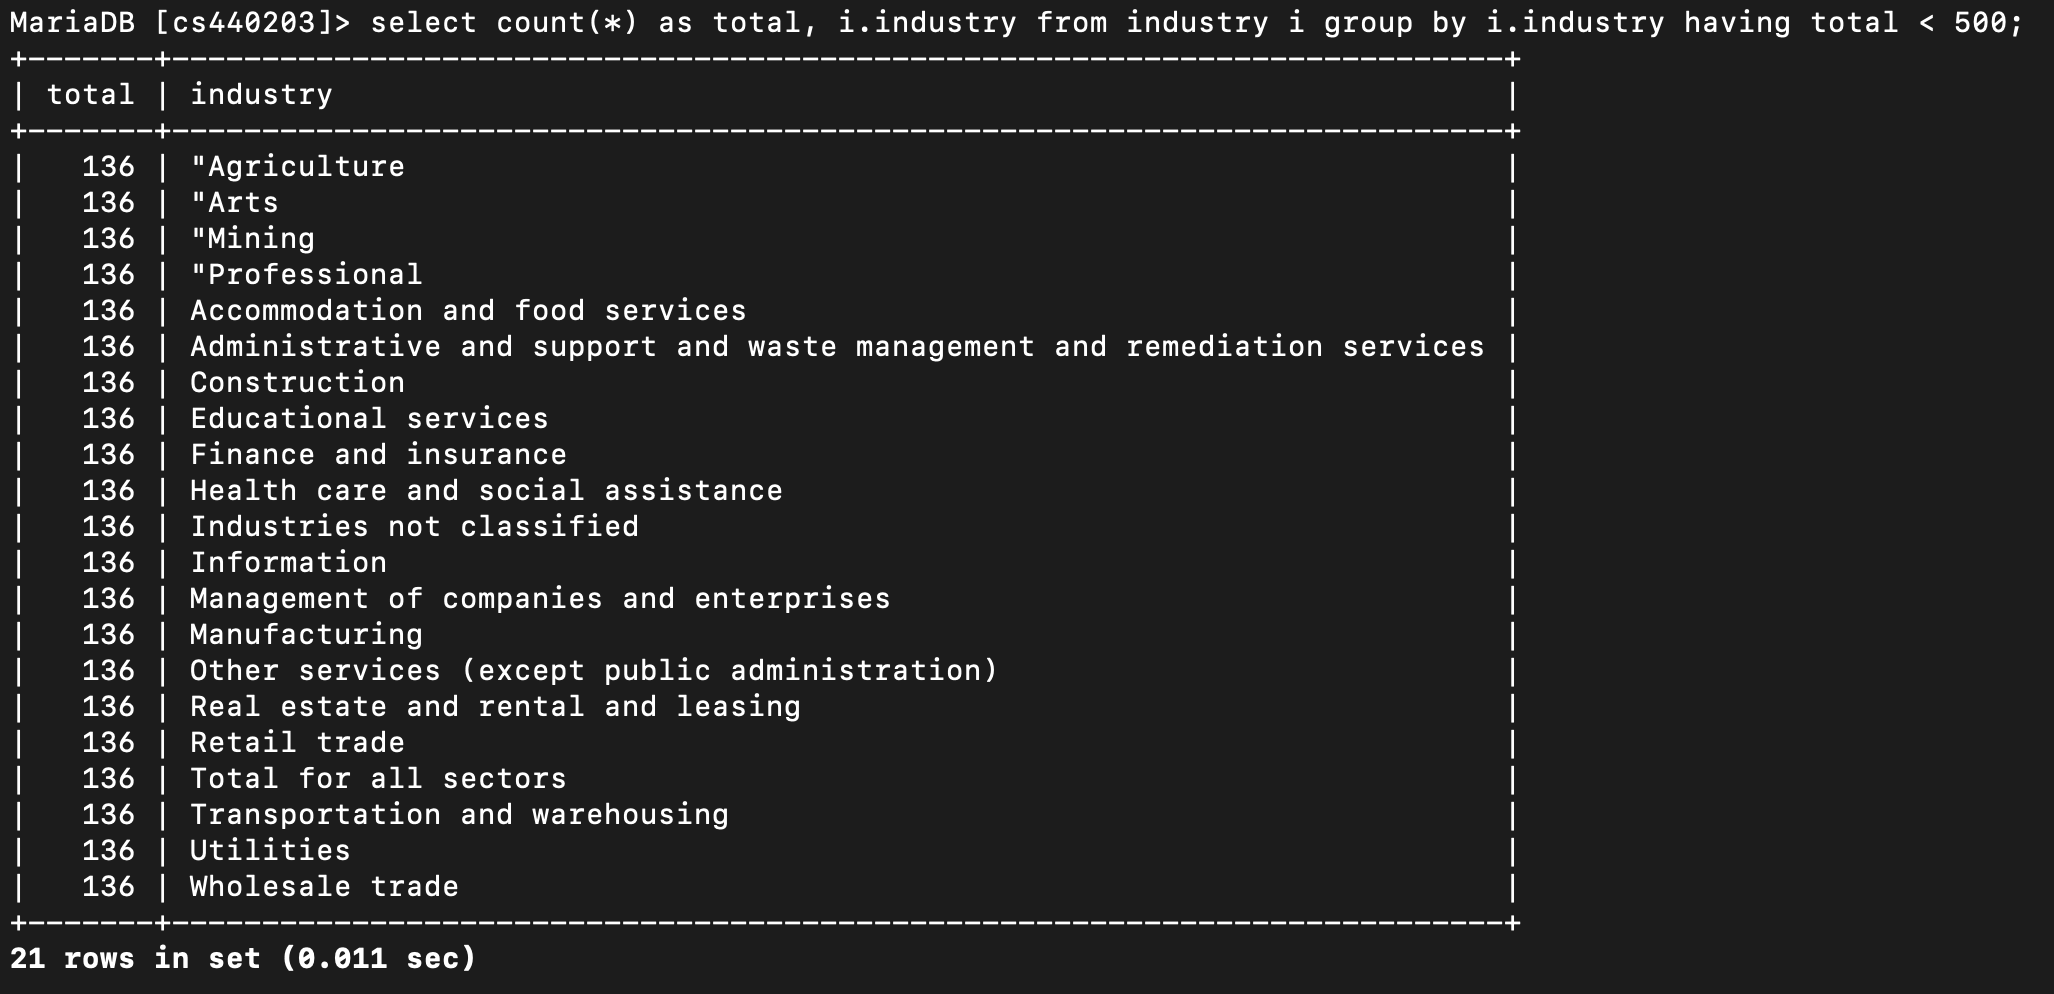 MariaDB [cs440203]> select count(*) as total, i.industry from industry i group by i.industry having total < 500;
+-------+--------------------------------------------------------------------------+
| total | industry                                                                 |
+-------+--------------------------------------------------------------------------+
|   136 | "Agriculture                                                             |
|   136 | "Arts                                                                    |
|   136 | "Mining                                                                  |
|   136 | "Professional                                                            |
|   136 | Accommodation and food services                                          |
|   136 | Administrative and support and waste management and remediation services |
|   136 | Construction                                                             |
|   136 | Educational services                                                     |
|   136 | Finance and insurance                                                    |
|   136 | Health care and social assistance                                        |
|   136 | Industries not classified                                                |
|   136 | Information                                                              |
|   136 | Management of companies and enterprises                                  |
|   136 | Manufacturing                                                            |
|   136 | Other services (except public administration)                            |
|   136 | Real estate and rental and leasing                                       |
|   136 | Retail trade                                                             |
|   136 | Total for all sectors                                                    |
|   136 | Transportation and warehousing                                           |
|   136 | Utilities                                                                |
|   136 | Wholesale trade                                                          |
+-------+--------------------------------------------------------------------------+
21 rows in set (0.011 sec)